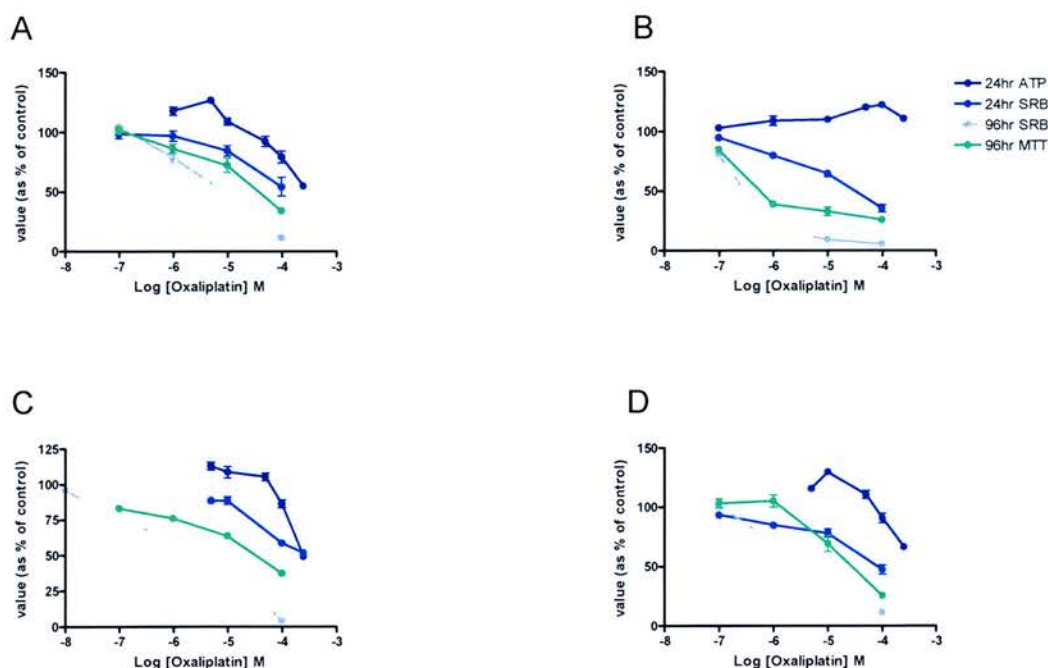 A
value (as % of control)
150
100
50
0
-8 -7 -6 -5 -4 -3
Log [Oxaliplatin] M
B
value (as % of control)
150
100
50
0
-8 -7 -6 -5 -4 -3
Log [Oxaliplatin] M
24hr ATP
24hr SRB
96hr SRB
96hr MTT
C
value (as % of control)
125
100
75
50
25
0
-8 -7 -6 -5 -4 -3
Log [Oxaliplatin] M
D
value (as % of control)
150
100
50
0
-8 -7 -6 -5 -4 -3
Log [Oxaliplatin] M